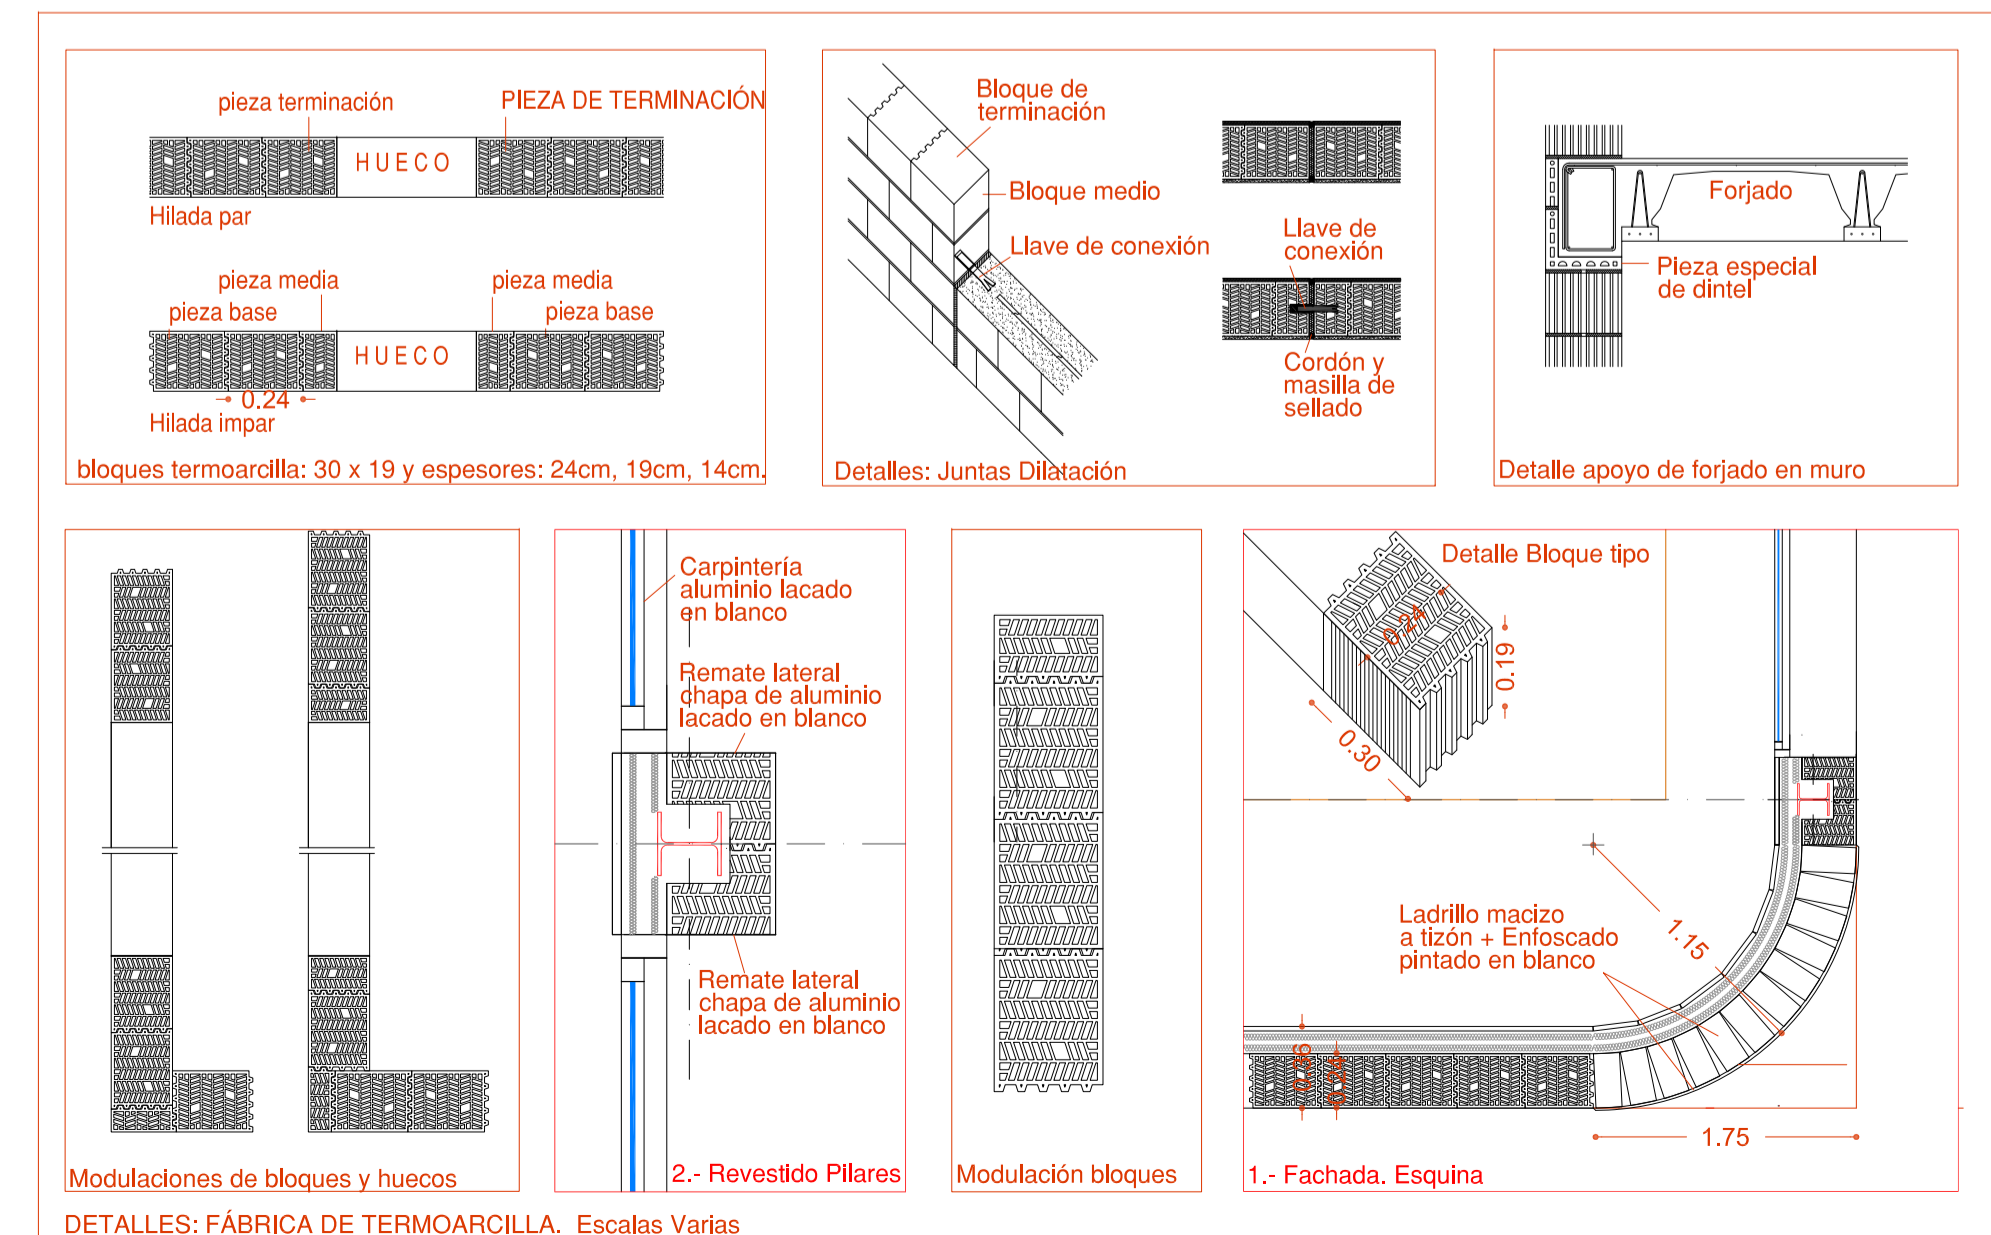 pieza terminación
PIEZA DE TERMINACIÓN
HUECO
Hilada par
pieza media
pieza media
pieza base
pieza base
HUECO
0.24
Hilada impar
bloques termoarcilla: 30 x 19 y espesores: 24cm, 19cm, 14cm.
Bloque de
terminación
Bloque medio
Llave de conexión
Llave de
conexión
Cordón y
masilla de
sellado
Detalles: Juntas Dilatación
Forjado
Pieza especial
de dintel
Detalle apoyo de forjado en muro
Modulaciones de bloques y huecos
Carpintería
aluminio lacado
en blanco
Remate lateral
chapa de aluminio
lacado en blanco
Remate lateral
chapa de aluminio
lacado en blanco
2.- Revestido Pilares
Modulación bloques
Detalle Bloque tipo
0.24
0.19
0.30
Ladrillo macizo
a tizón + Enfoscado
pintado en blanco
1.15
0.36
0.24
1.75
1.- Fachada. Esquina
DETALLES: FÁBRICA DE TERMOARCILLA. Escalas Varias